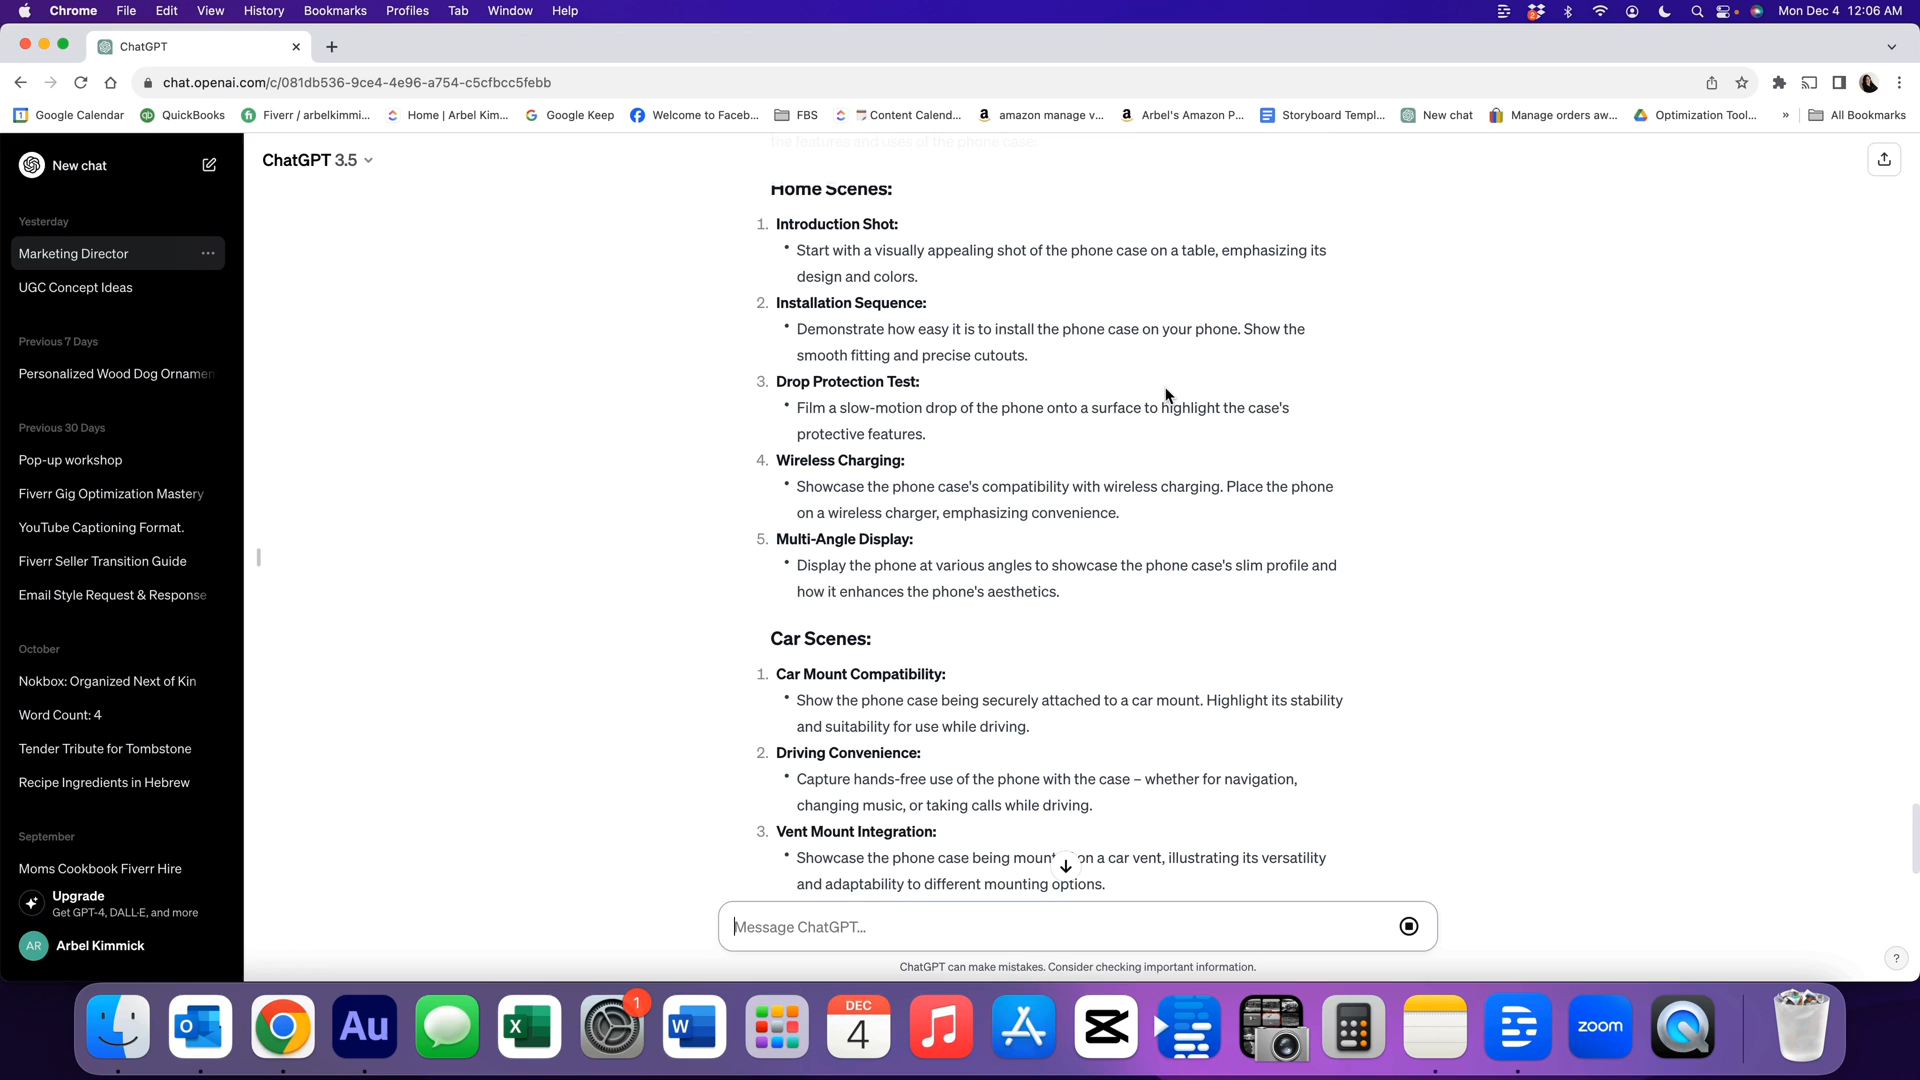 Chrome File Edit View History Bookmarks Profiles Tab Window Help Mon Dec 4 12:06 AM
ChatGPT
chat.openai.com/c/081db536-9ce4-4e96-a754-c5cfbcc5febb
Google Calendar QuickBooks Fiverr / arbelkimmi... Home | Arbel Kim... Google Keep Welcome to Faceb... FBS Content Calend... amazon manage v... Arbel's Amazon P... Storyboard Templ... New chat Manage orders aw... Optimization Tool... » All Bookmarks
New chat
Yesterday
Marketing Director
UGC Concept Ideas
Previous 7 Days
Personalized Wood Dog Ornamen
Previous 30 Days
Pop-up workshop
Fiverr Gig Optimization Mastery
YouTube Captioning Format.
Fiverr Seller Transition Guide
Email Style Request & Response
October
Nokbox: Organized Next of Kin
Word Count: 4
Tender Tribute for Tombstone
Recipe Ingredients in Hebrew
September
Moms Cookbook Fiverr Hire
Upgrade
Get GPT-4, DALL·E, and more
AR Arbel Kimmick
ChatGPT 3.5
the features and uses of the phone case:
Home Scenes:
1. Introduction Shot:
• Start with a visually appealing shot of the phone case on a table, emphasizing its
design and colors.
2. Installation Sequence:
• Demonstrate how easy it is to install the phone case on your phone. Show the
smooth fitting and precise cutouts.
3. Drop Protection Test:
• Film a slow-motion drop of the phone onto a surface to highlight the case's
protective features.
4. Wireless Charging:
• Showcase the phone case's compatibility with wireless charging. Place the phone
on a wireless charger, emphasizing convenience.
5. Multi-Angle Display:
• Display the phone at various angles to showcase the phone case's slim profile and
how it enhances the phone's aesthetics.
Car Scenes:
1. Car Mount Compatibility:
• Show the phone case being securely attached to a car mount. Highlight its stability
and suitability for use while driving.
2. Driving Convenience:
• Capture hands-free use of the phone with the case – whether for navigation,
changing music, or taking calls while driving.
3. Vent Mount Integration:
• Showcase the phone case being mount on a car vent, illustrating its versatility
and adaptability to different mounting options.
Message ChatGPT...
ChatGPT can make mistakes. Consider checking important information.
?
Au 1 X W DEC 4 zoom